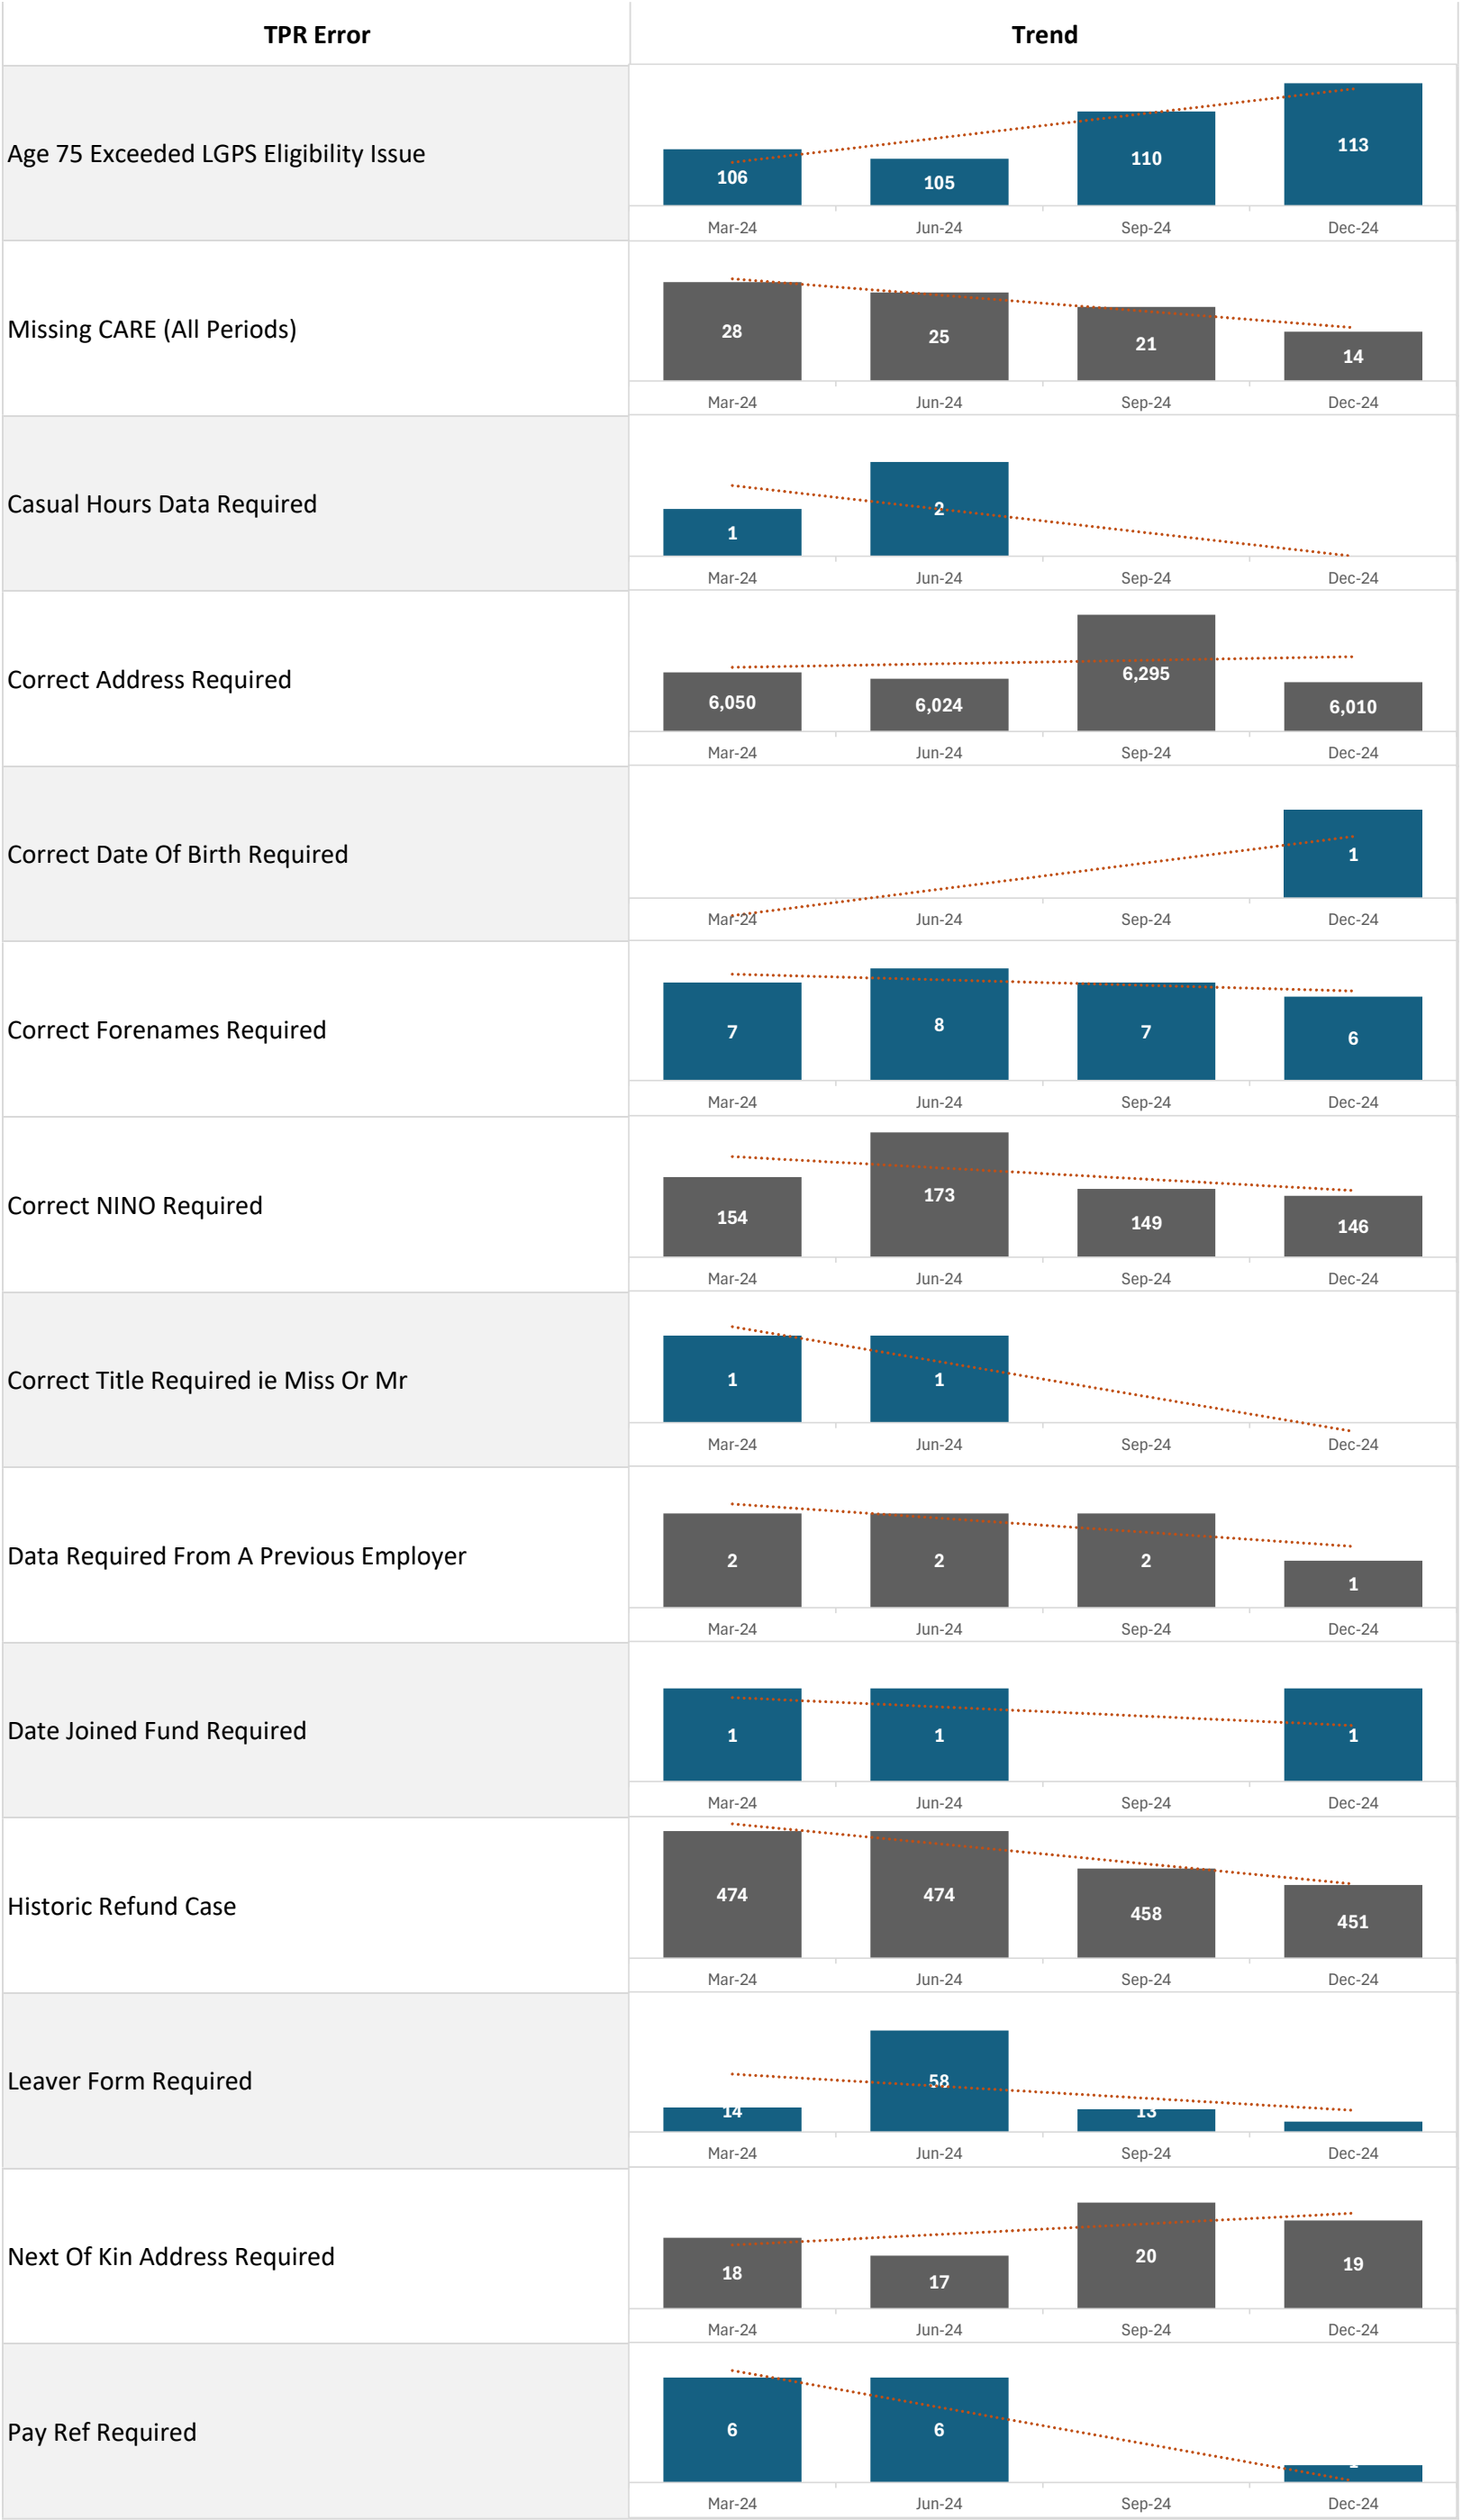 TPR Error Trend
Age 75 Exceeded LGPS Eligibility Issue
106 105 110 113
Mar-24 Jun-24 Sep-24 Dec-24
Missing CARE (All Periods)
28 25 21 14
Mar-24 Jun-24 Sep-24 Dec-24
Casual Hours Data Required
1 2
Mar-24 Jun-24 Sep-24 Dec-24
Correct Address Required
6,050 6,024 6,295 6,010
Mar-24 Jun-24 Sep-24 Dec-24
Correct Date Of Birth Required
1
Mar-24 Jun-24 Sep-24 Dec-24
Correct Forenames Required
7 8 7 6
Mar-24 Jun-24 Sep-24 Dec-24
Correct NINO Required
154 173 149 146
Mar-24 Jun-24 Sep-24 Dec-24
Correct Title Required ie Miss Or Mr
1 1
Mar-24 Jun-24 Sep-24 Dec-24
Data Required From A Previous Employer
2 2 2 1
Mar-24 Jun-24 Sep-24 Dec-24
Date Joined Fund Required
1 1 1
Mar-24 Jun-24 Sep-24 Dec-24
Historic Refund Case
474 474 458 451
Mar-24 Jun-24 Sep-24 Dec-24
Leaver Form Required
14 58 13
Mar-24 Jun-24 Sep-24 Dec-24
Next Of Kin Address Required
18 17 20 19
Mar-24 Jun-24 Sep-24 Dec-24
Pay Ref Required
6 6
Mar-24 Jun-24 Sep-24 Dec-24